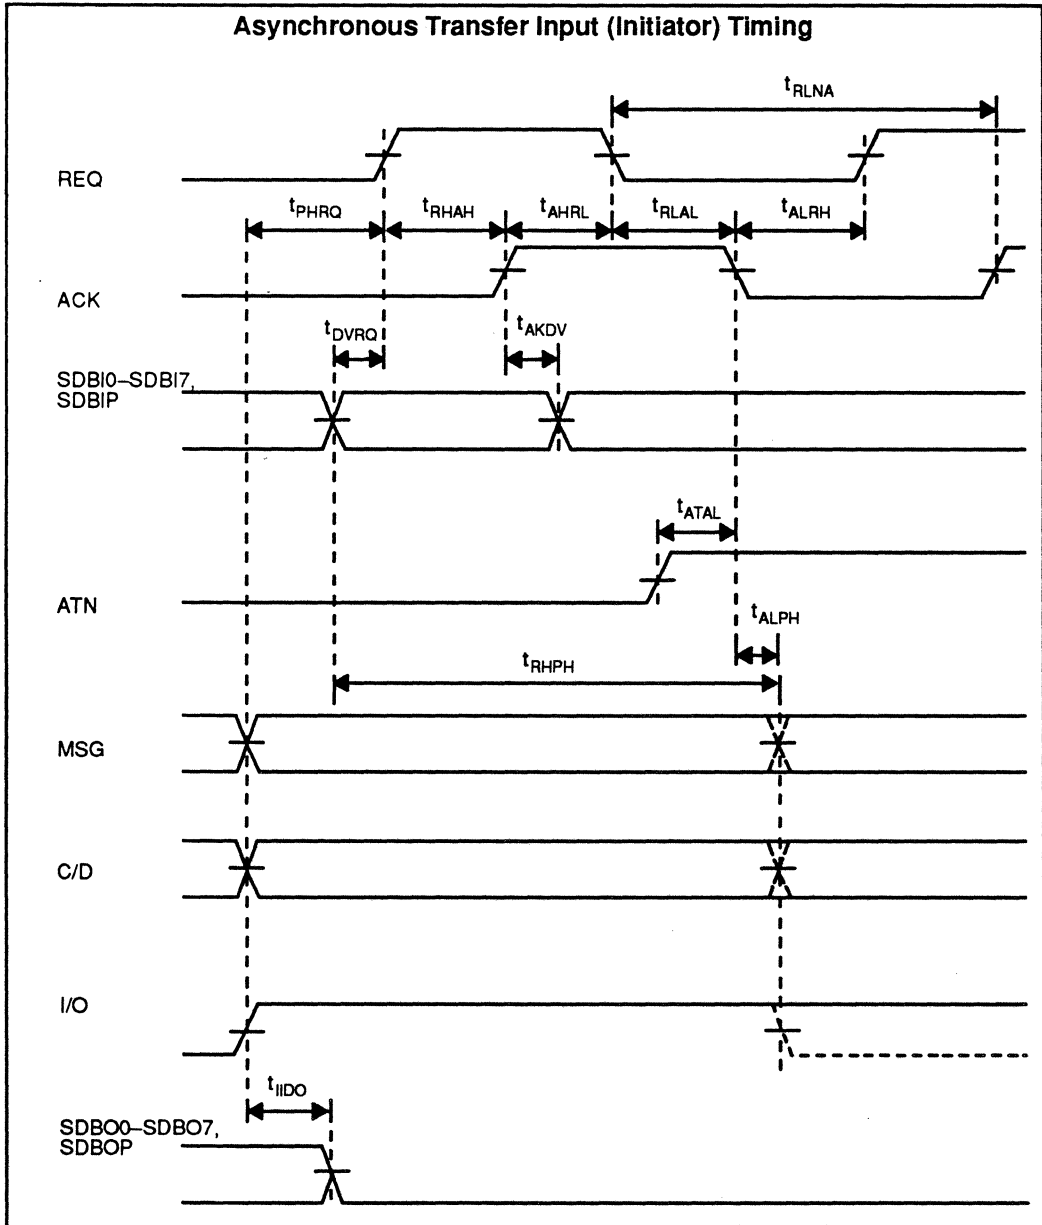 Asynchronous Transfer Input (Initiator) Timing
tRLNA
REQ
tPHRQ
tRHAH
tAHRL
tRLAL
tALRH
ACK
tDVRQ
tAKDV
SDBI0–SDBI7,
SDBIP
tATAL
ATN
tALPH
tRHPH
MSG
C/D
I/O
tIIDO
SDBO0–SDBO7,
SDBOP